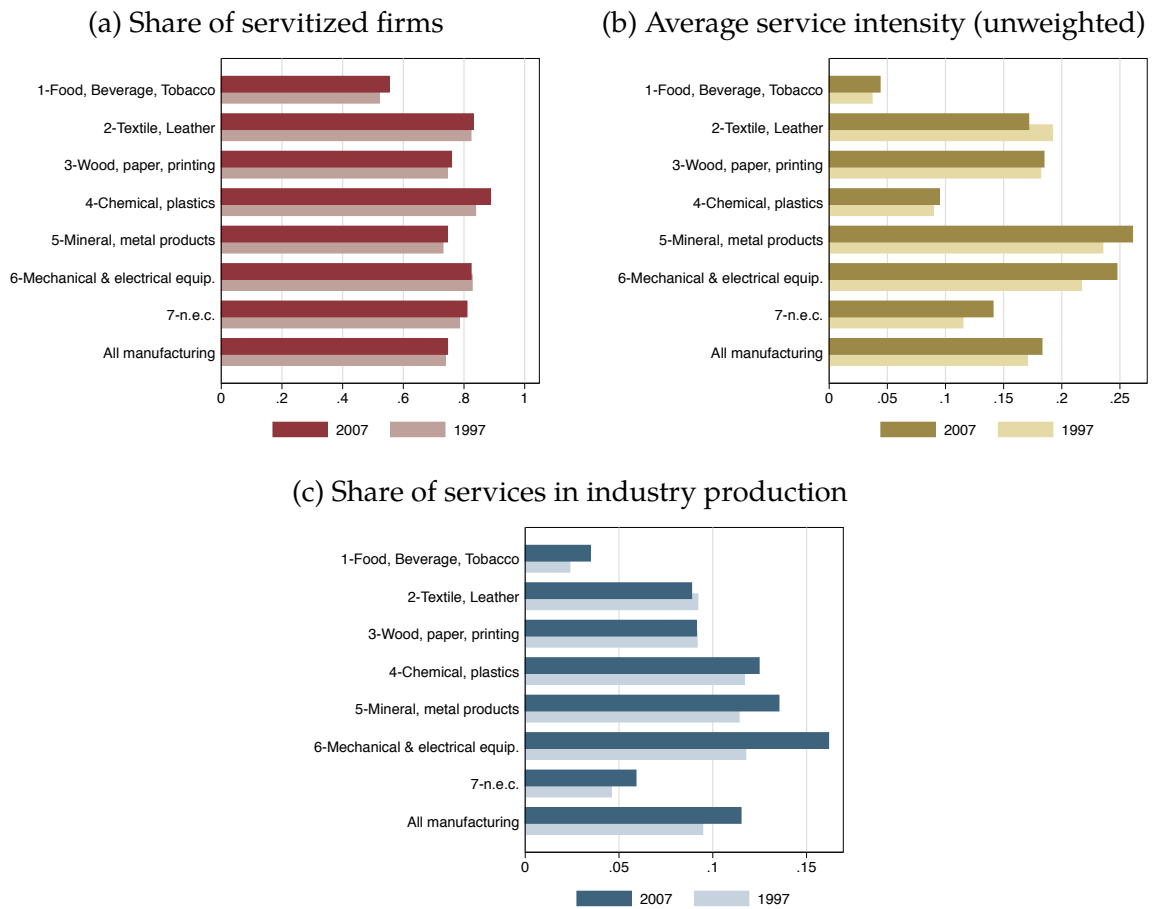 (a) Share of servitized firms
1-Food, Beverage, Tobacco
2-Textile, Leather
3-Wood, paper, printing
4-Chemical, plastics
5-Mineral, metal products
6-Mechanical & electrical equip.
7-n.e.c.
All manufacturing
0 .2 .4 .6 .8 1
2007 1997
(b) Average service intensity (unweighted)
1-Food, Beverage, Tobacco
2-Textile, Leather
3-Wood, paper, printing
4-Chemical, plastics
5-Mineral, metal products
6-Mechanical & electrical equip.
7-n.e.c.
All manufacturing
0 .05 .1 .15 .2 .25
2007 1997
(c) Share of services in industry production
1-Food, Beverage, Tobacco
2-Textile, Leather
3-Wood, paper, printing
4-Chemical, plastics
5-Mineral, metal products
6-Mechanical & electrical equip.
7-n.e.c.
All manufacturing
0 .05 .1 .15
2007 1997